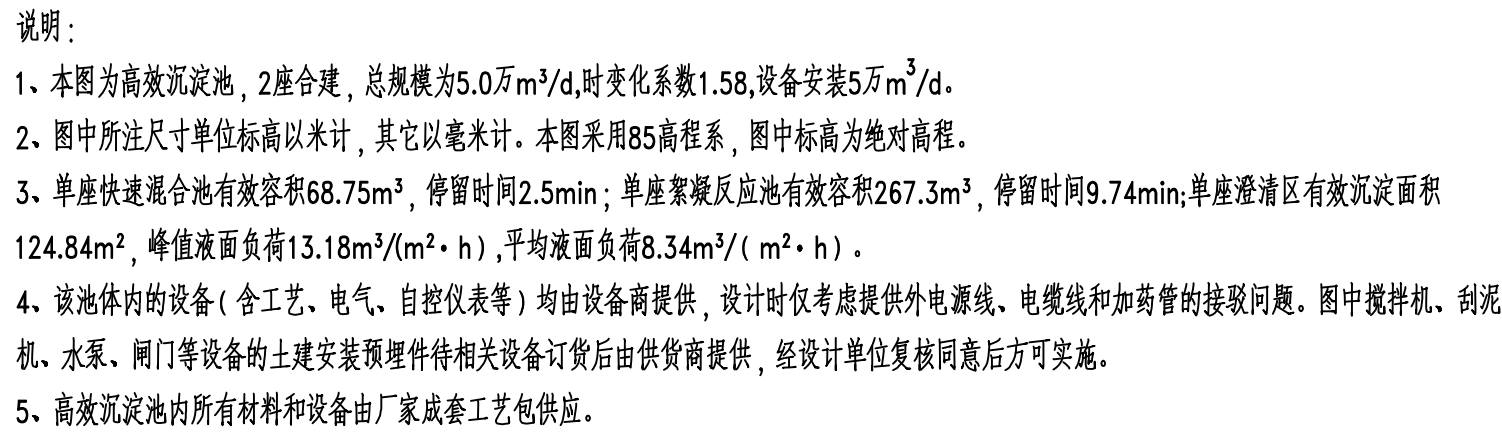 说明：
1、本图为高效沉淀池，2座合建，总规模为5.0万m³/d,时变化系数1.58,设备安装5万m³/d。
2、图中所注尺寸单位标高以米计，其它以毫米计。本图采用85高程系，图中标高为绝对高程。
3、单座快速混合池有效容积68.75m³，停留时间2.5min；单座絮凝反应池有效容积267.3m³，停留时间9.74min;单座澄清区有效沉淀面积
124.84m²，峰值液面负荷13.18m³/(m²·h）,平均液面负荷8.34m³/（m²·h）。
4、该池体内的设备（含工艺、电气、自控仪表等）均由设备商提供，设计时仅考虑提供外电源线、电缆线和加药管的接驳问题。图中搅拌机、刮泥
机、水泵、闸门等设备的土建安装预埋件待相关设备订货后由供货商提供，经设计单位复核同意后方可实施。
5、高效沉淀池内所有材料和设备由厂家成套工艺包供应。